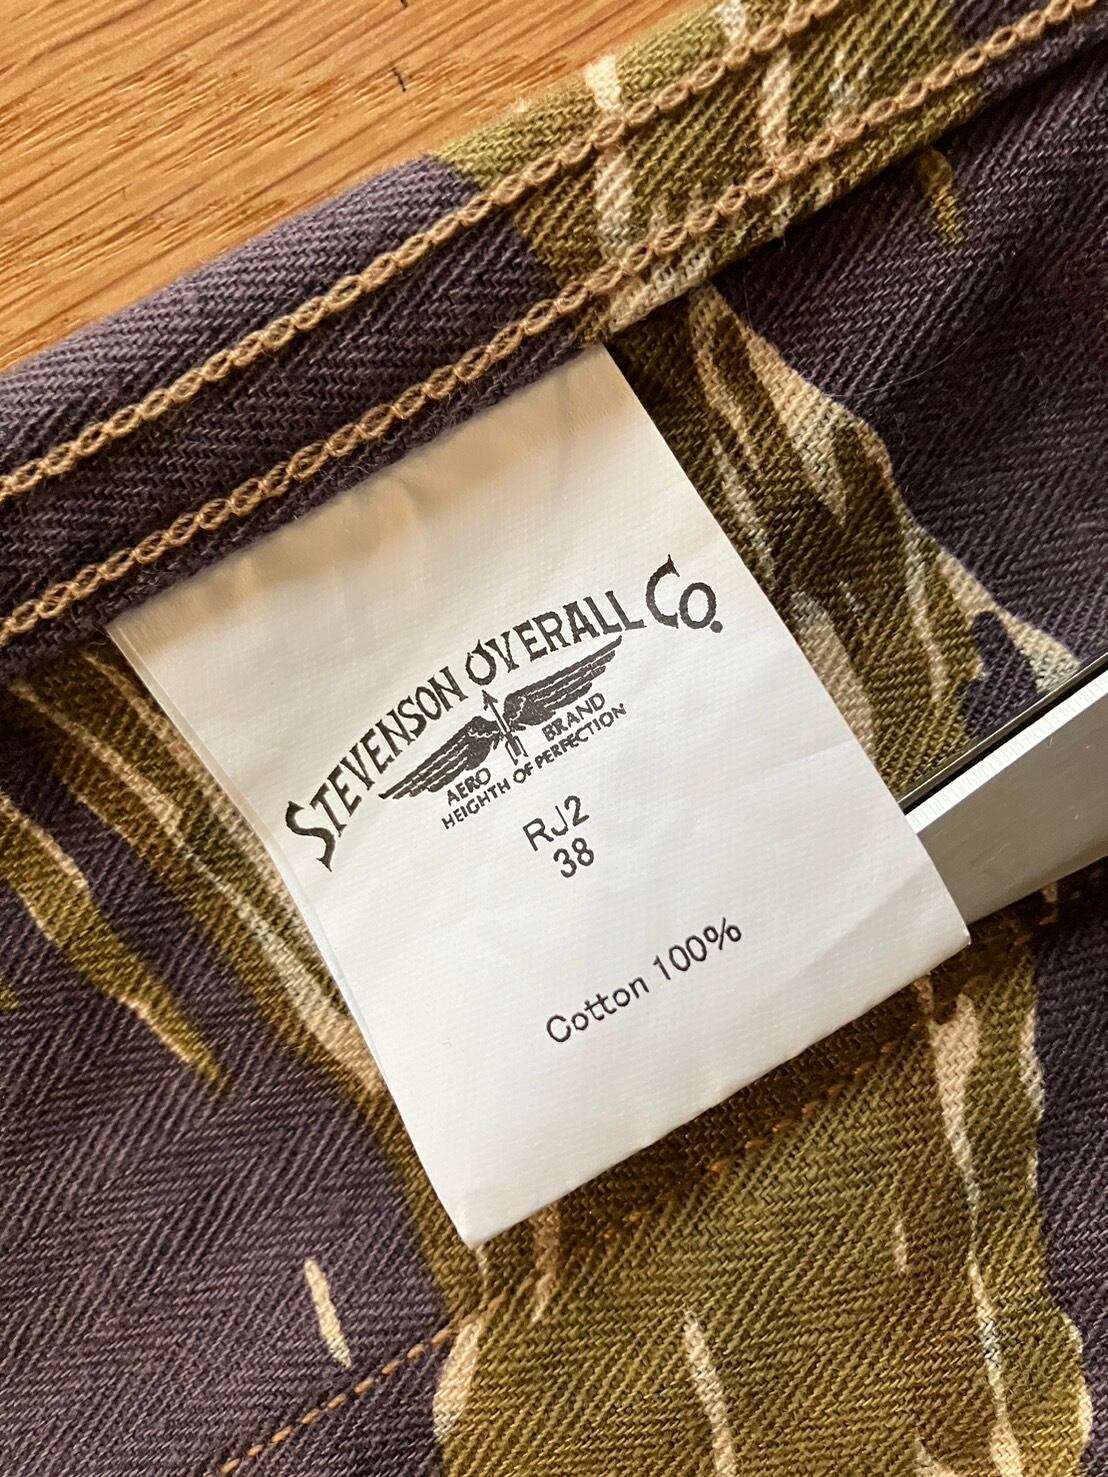 STEVENSON OVERALL CO.
AERO BRAND
HEIGHTH OF PERFECTION
RJ2
38
Cotton 100%